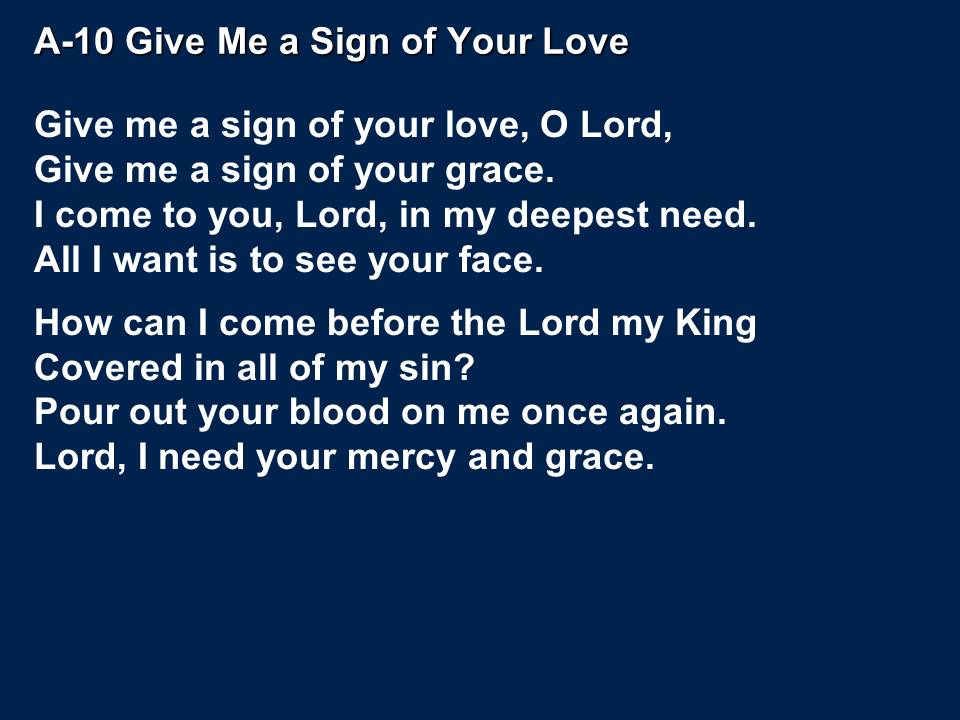 A-10 Give Me a Sign of Your Love
Give me a sign of your love, O Lord,
Give me a sign of your grace.
I come to you, Lord, in my deepest need.
All I want is to see your face.
How can I come before the Lord my King
Covered in all of my sin?
Pour out your blood on me once again.
Lord, I need your mercy and grace.